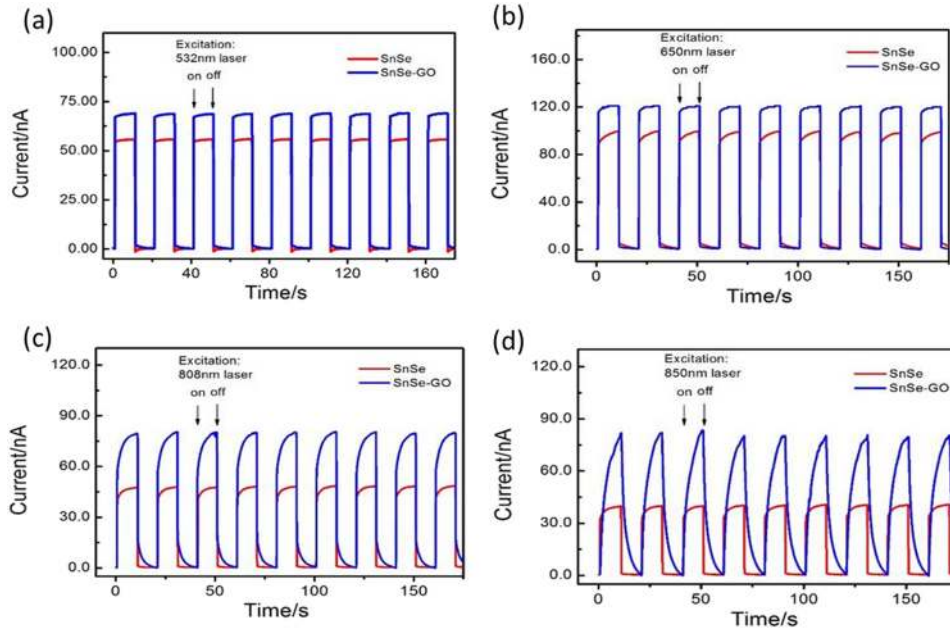 (a)
100.00
75.00
50.00
25.00
0.00
Current/nA
Excitation:
532nm laser
on off
SnSe
SnSe-GO
0 40 80 120 160
Time/s
(b)
160.0
120.0
80.0
40.0
0.0
Current/nA
Excitation:
650nm laser
on off
SnSe
SnSe-GO
0 50 100 150
Time/s
(c)
120.0
90.0
60.0
30.0
0.0
Current/nA
Excitation:
808nm laser
on off
SnSe
SnSe-GO
0 50 100 150
Time/s
(d)
120.0
90.0
60.0
30.0
0.0
Current/nA
Excitation:
850nm laser
on off
SnSe
SnSe-GO
0 50 100 150
Time/s